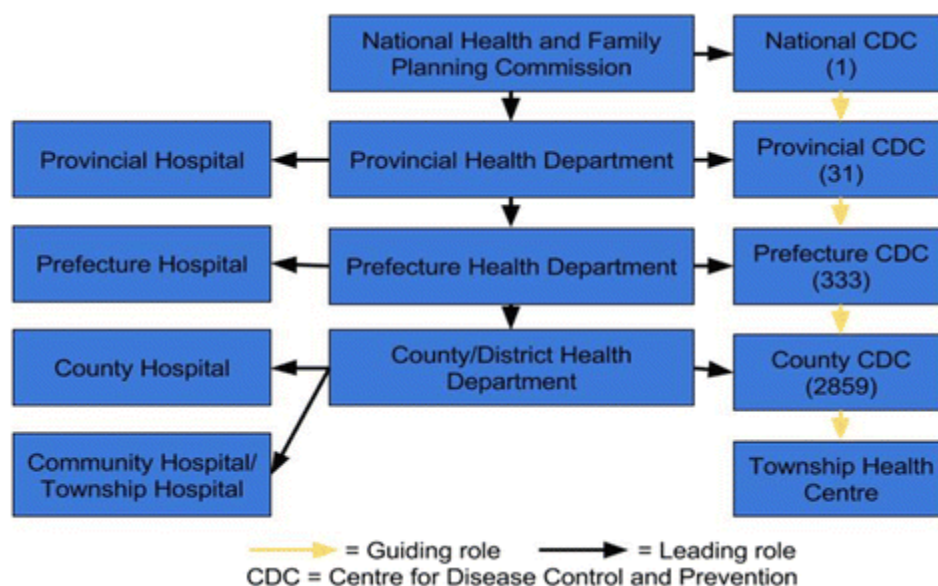 National Health and Family
Planning Commission
National CDC
(1)
Provincial Hospital
Provincial Health Department
Provincial CDC
(31)
Prefecture Hospital
Prefecture Health Department
Prefecture CDC
(333)
County Hospital
County/District Health
Department
County CDC
(2859)
Community Hospital/
Township Hospital
Township Health
Centre
= Guiding role
= Leading role
CDC = Centre for Disease Control and Prevention